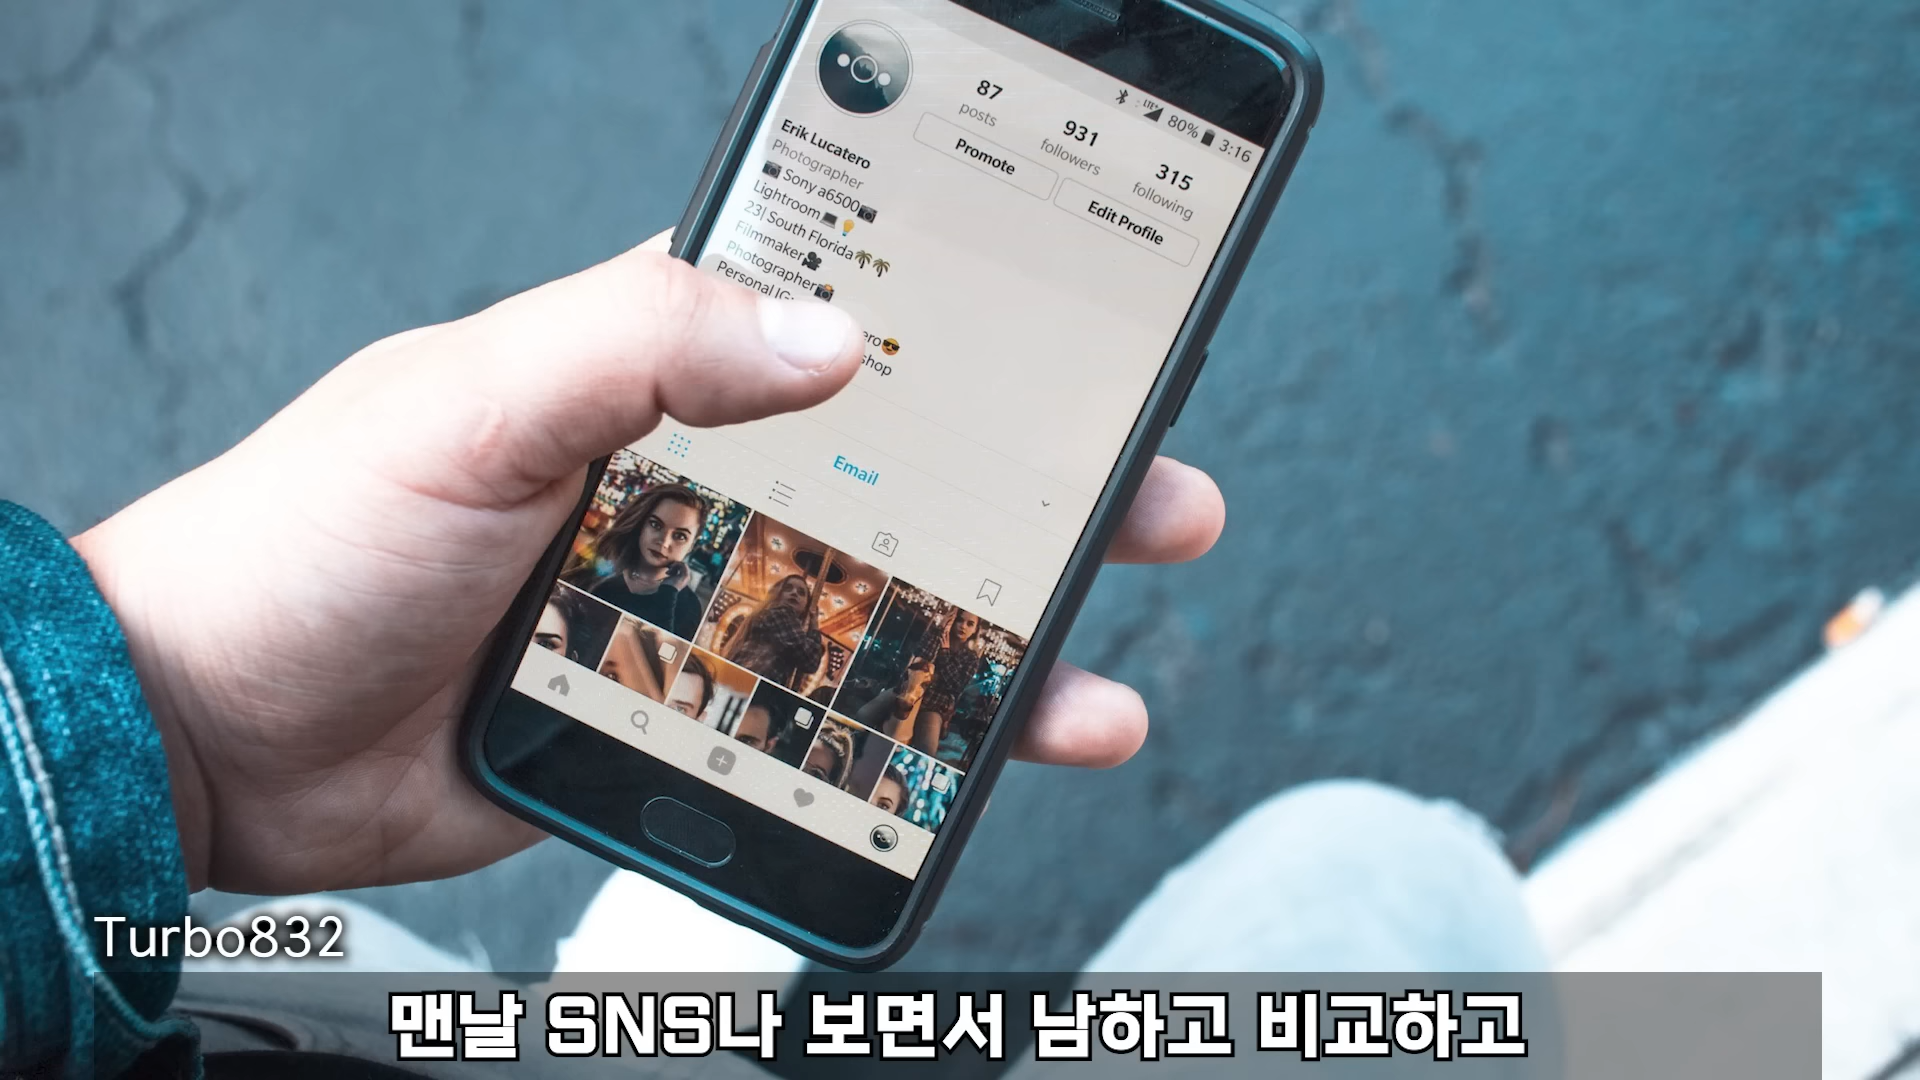 87
posts
931
followers
315
following
LTE 80% 3:16
Promote
Edit Profile
Erik Lucatero
Photographer
Sony a6500
Lightroom
23| South Florida
Filmmaker
Photographer
Personal IG:
ero
shop
Email
Turbo832
맨날 SNS나 보면서 남하고 비교하고